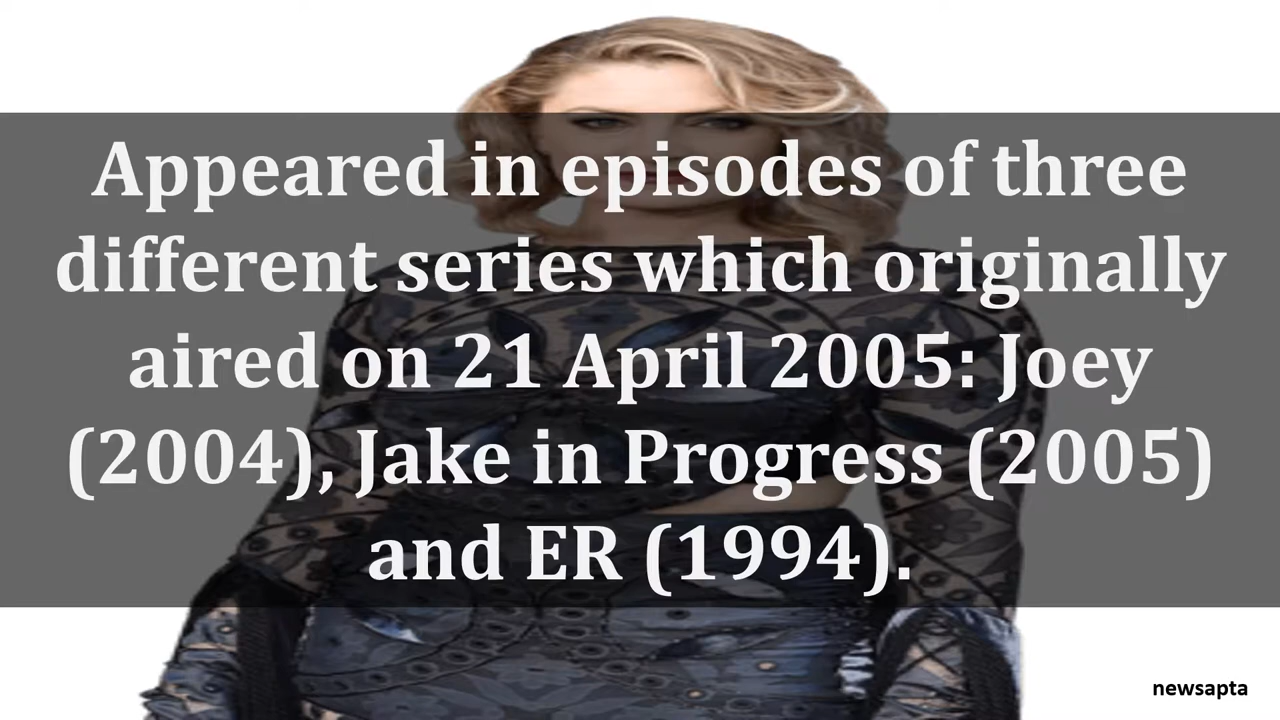 Appeared in episodes of three
different series which originally
aired on 21 April 2005: Joey
(2004), Jake in Progress (2005)
and ER (1994).
newsapta